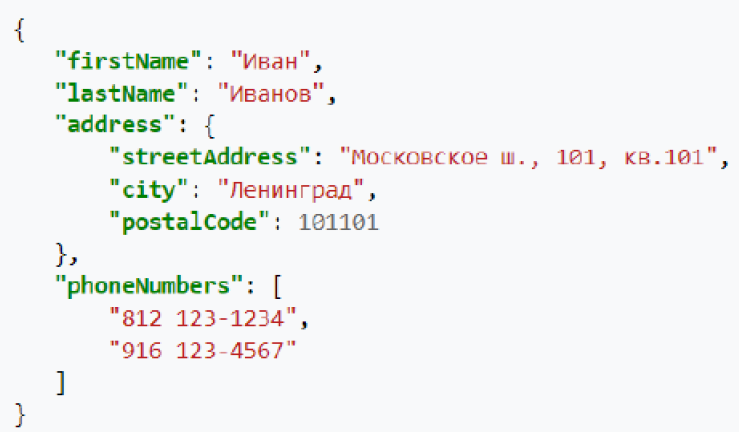 {
"firstName": "Иван",
"lastName": "Иванов",
"address": {
"streetAddress": "Московское ш., 101, кв.101",
"city": "Ленинград",
"postalCode": 101101
},
"phoneNumbers": [
"812 123-1234",
"916 123-4567"
]
}